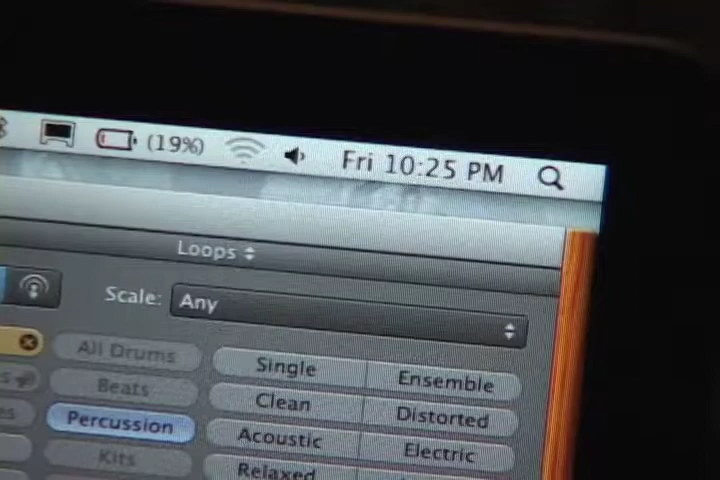 (19%) Fri 10:25 PM
Loops
Scale: Any
All Drums Single Ensemble
Beats Clean Distorted
Percussion Acoustic Electric
Kits Relaxed